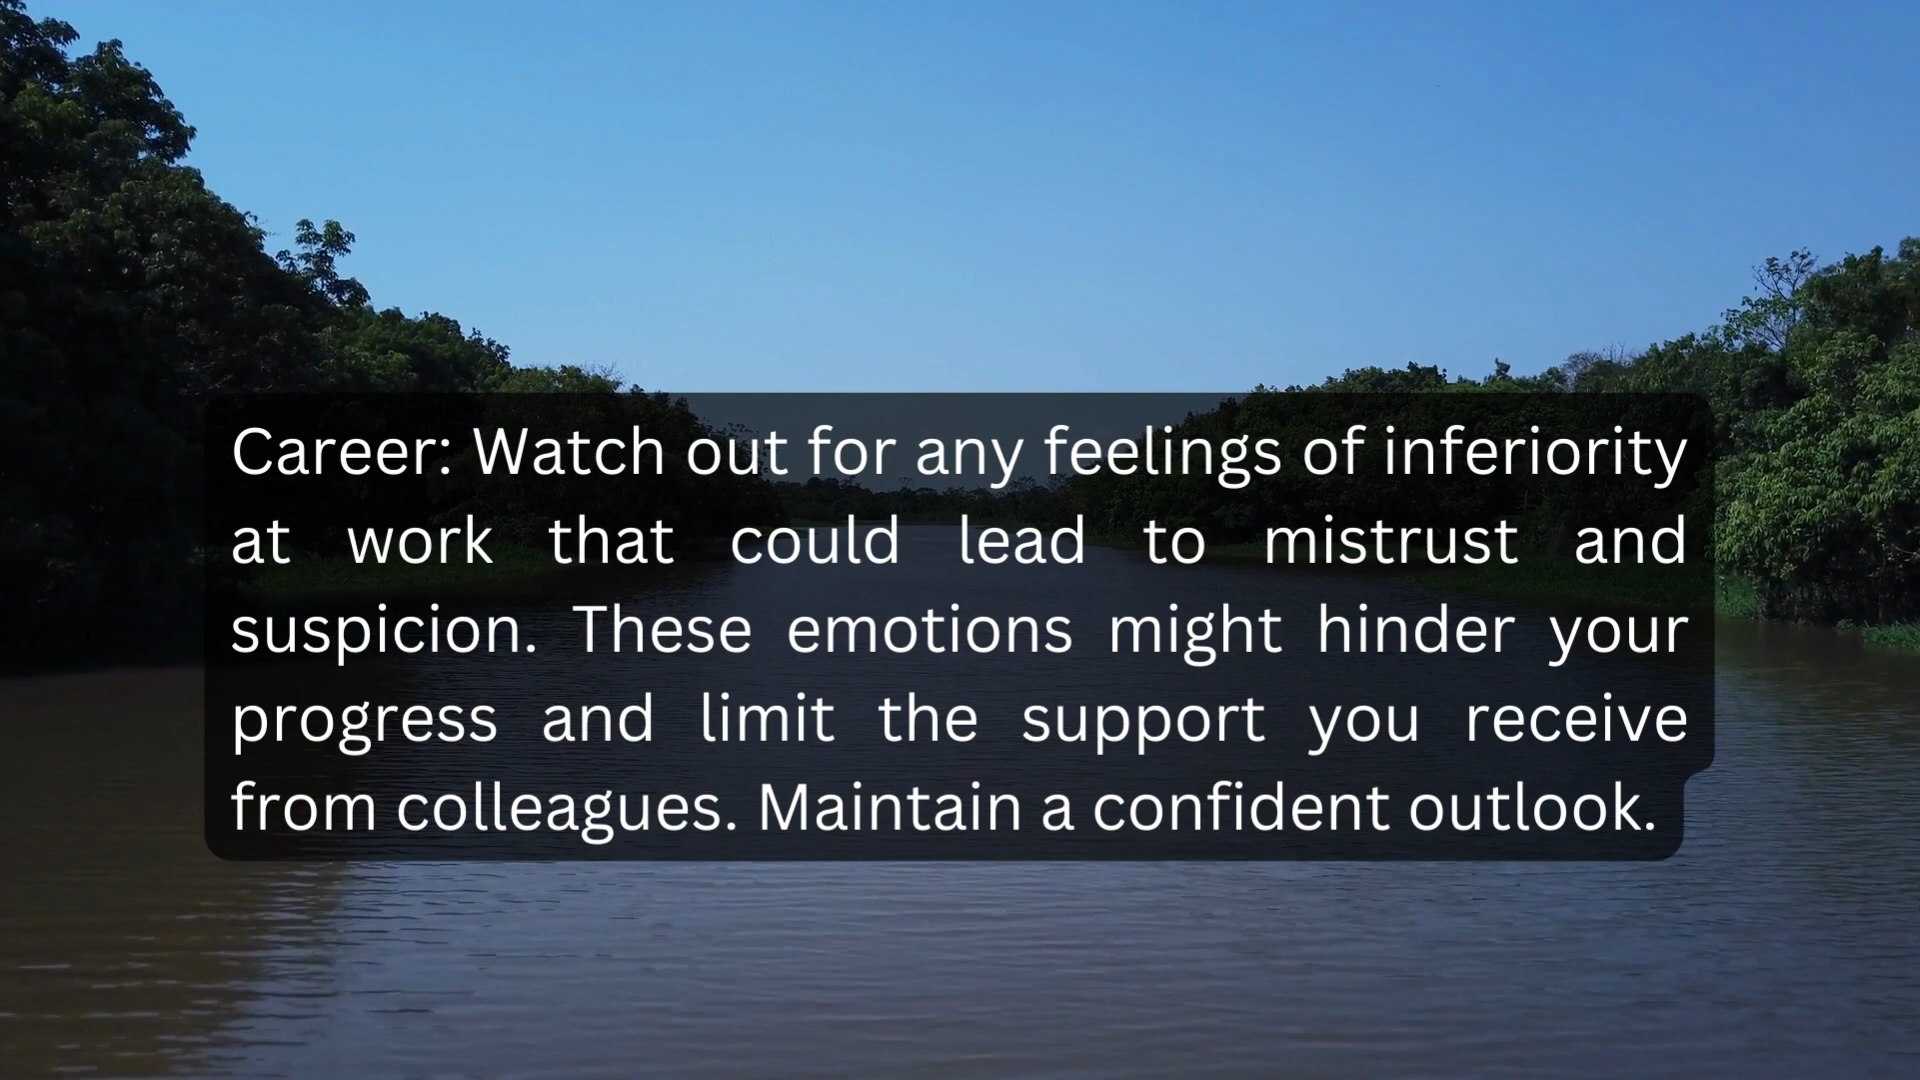 Career: Watch out for any feelings of inferiority
at work that could lead to mistrust and
suspicion. These emotions might hinder your
progress and limit the support you receive
from colleagues. Maintain a confident outlook.